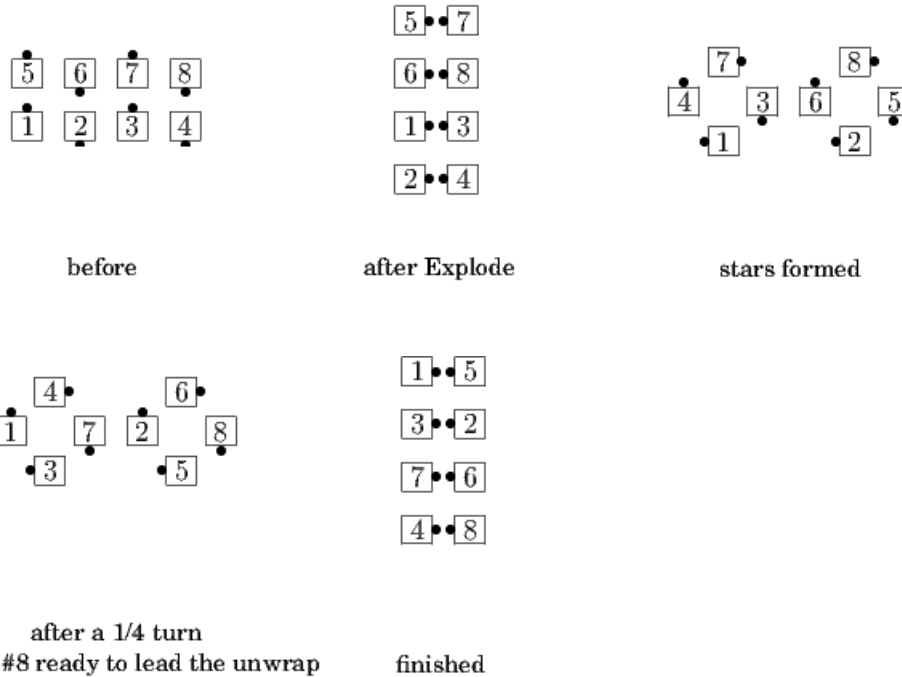 5 6 7 8
1 2 3 4
before
5 7
6 8
1 3
2 4
after Explode
7 8
4 3 6 5
1 2
stars formed
4 6
1 7 2 8
3 5
after a 1/4 turn
#8 ready to lead the unwrap
1 5
3 2
7 6
4 8
finished